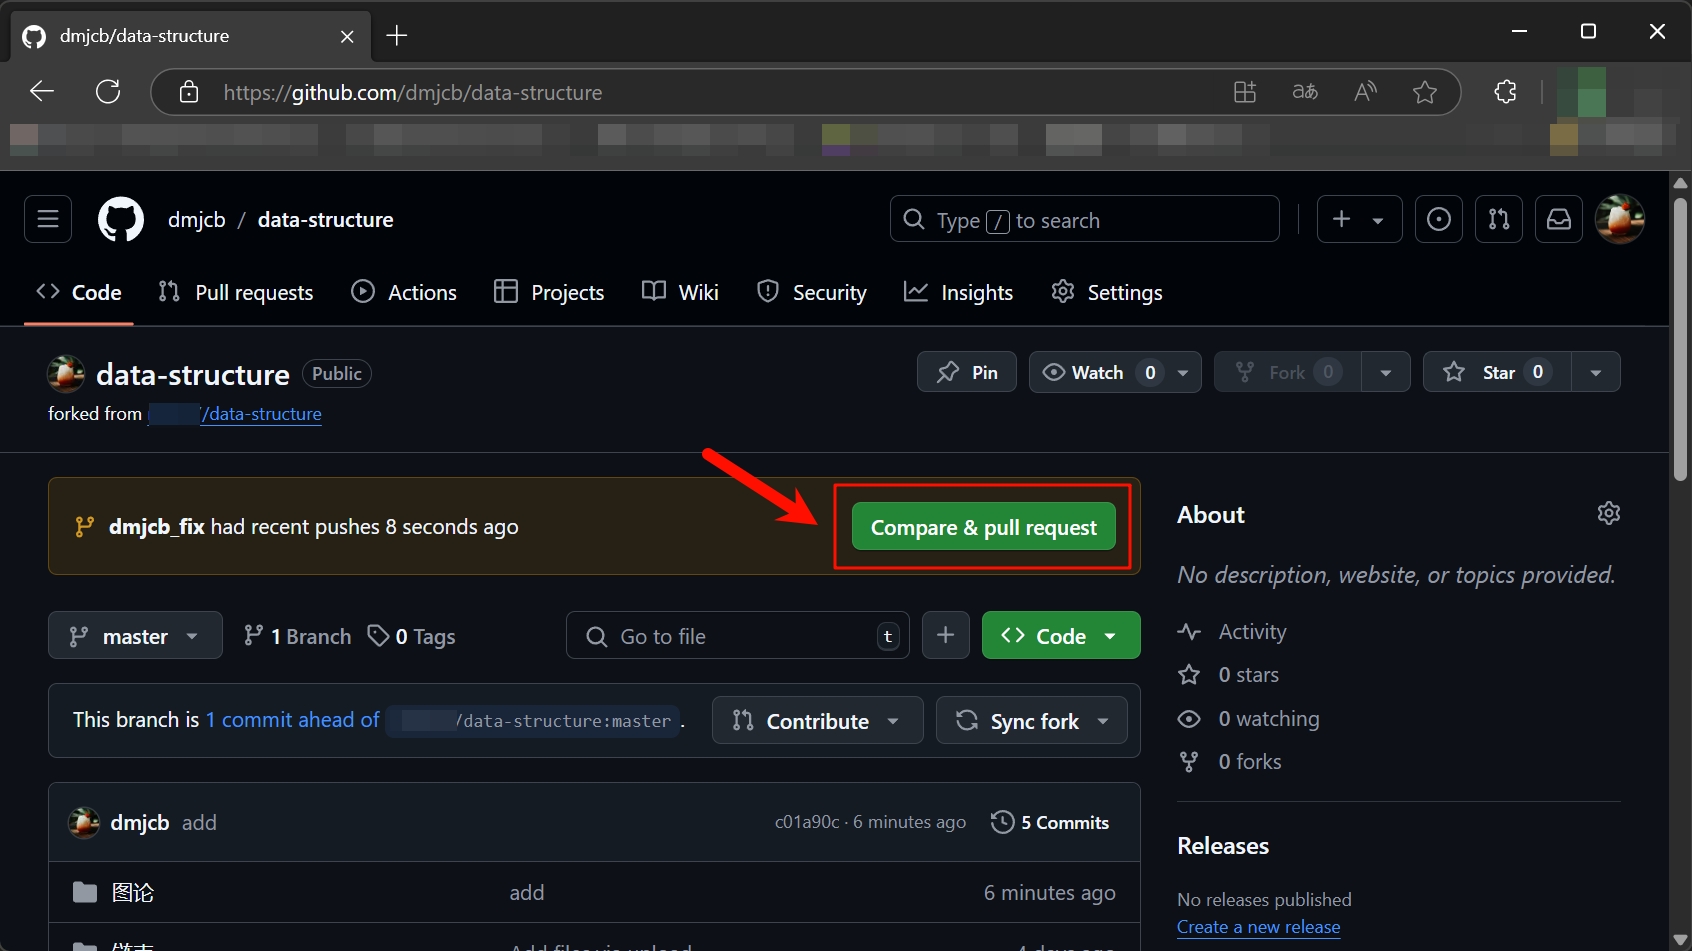 dmjcb/data-structure
https://github.com/dmjcb/data-structure
dmjcb / data-structure
Type / to search
Code Pull requests Actions Projects Wiki Security Insights Settings
data-structure Public
Pin Watch 0 Fork 0 Star 0
forked from /data-structure
dmjcb_fix had recent pushes 8 seconds ago
Compare & pull request
master 1 Branch 0 Tags
Go to file t
Code
This branch is 1 commit ahead of /data-structure:master .
Contribute Sync fork
dmjcb add c01a90c · 6 minutes ago 5 Commits
图论 add 6 minutes ago
Add files via upload 4 days ago
About
No description, website, or topics provided.
Activity
0 stars
0 watching
0 forks
Releases
No releases published
Create a new release